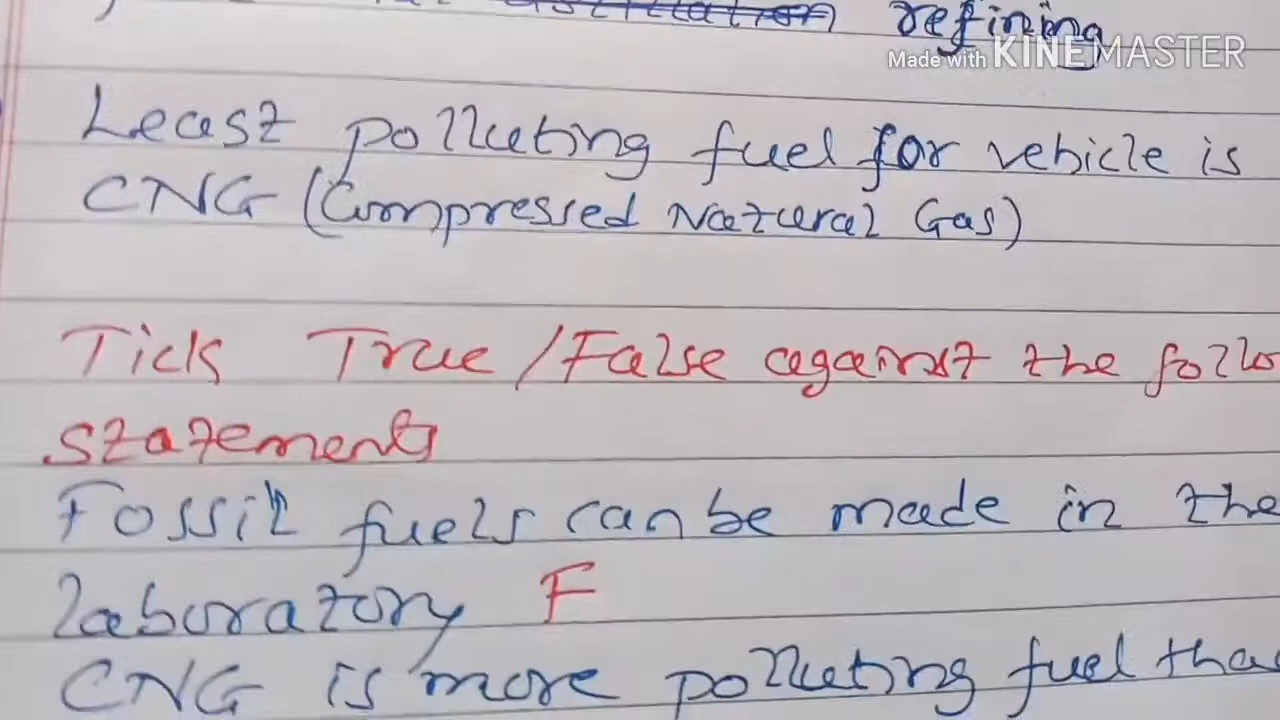 refining
Made with KINEMASTER
Least polluting fuel for vehicle is
CNG (Compressed Natural Gas)
Tick True/False against the follo
statements
Fossil fuels can be made in the
laboratory F
CNG is more polluting fuel tha